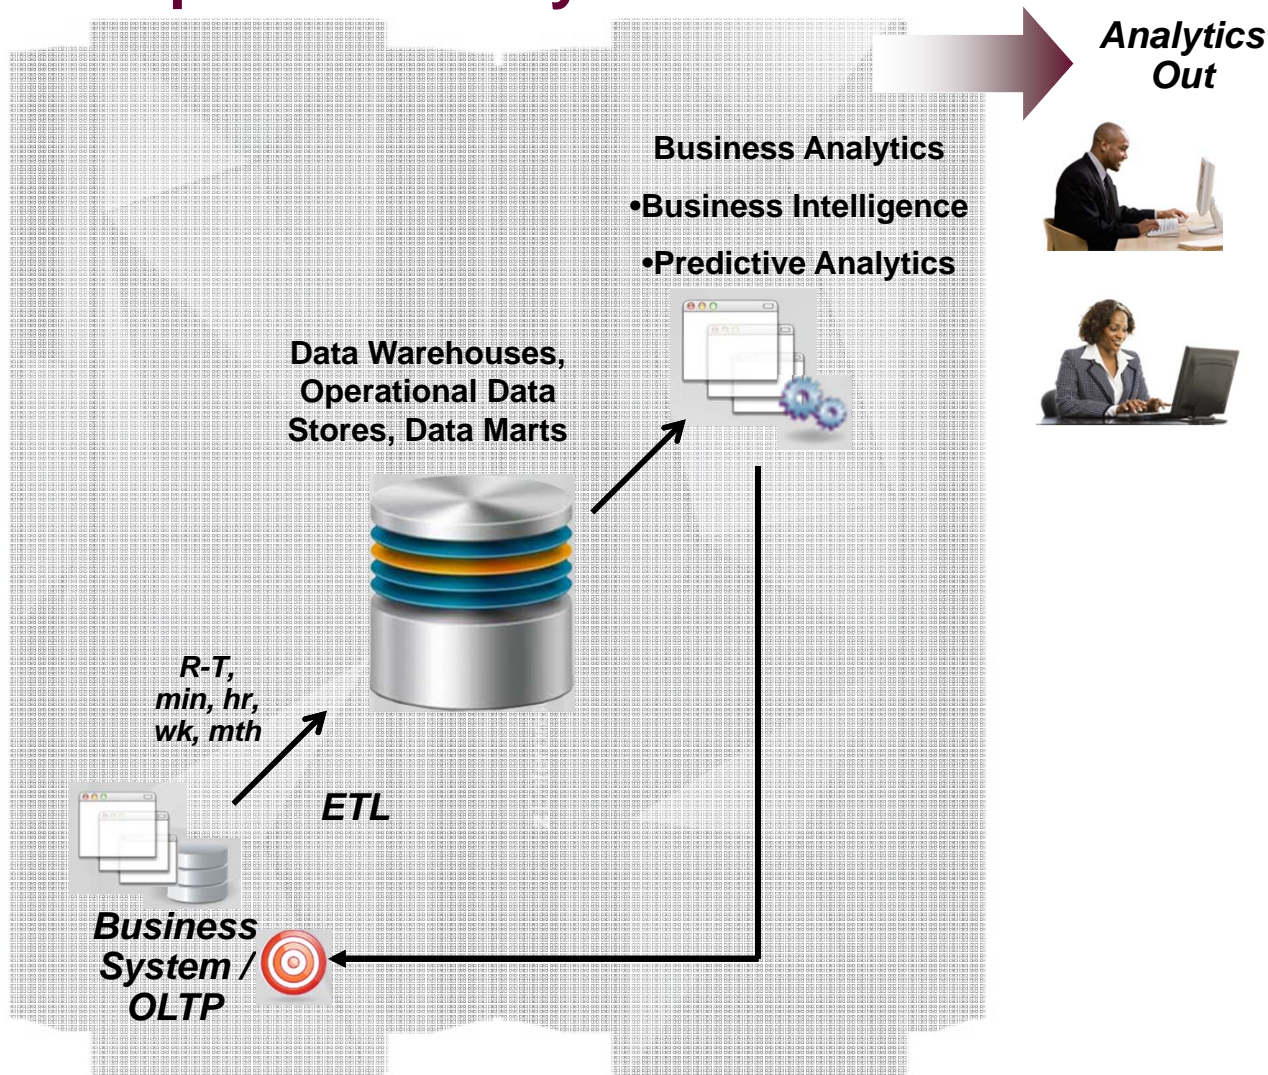 Analytics
Out
Business Analytics
•Business Intelligence
•Predictive Analytics
Data Warehouses,
Operational Data
Stores, Data Marts
R-T,
min, hr,
wk, mth
ETL
Business
System /
OLTP